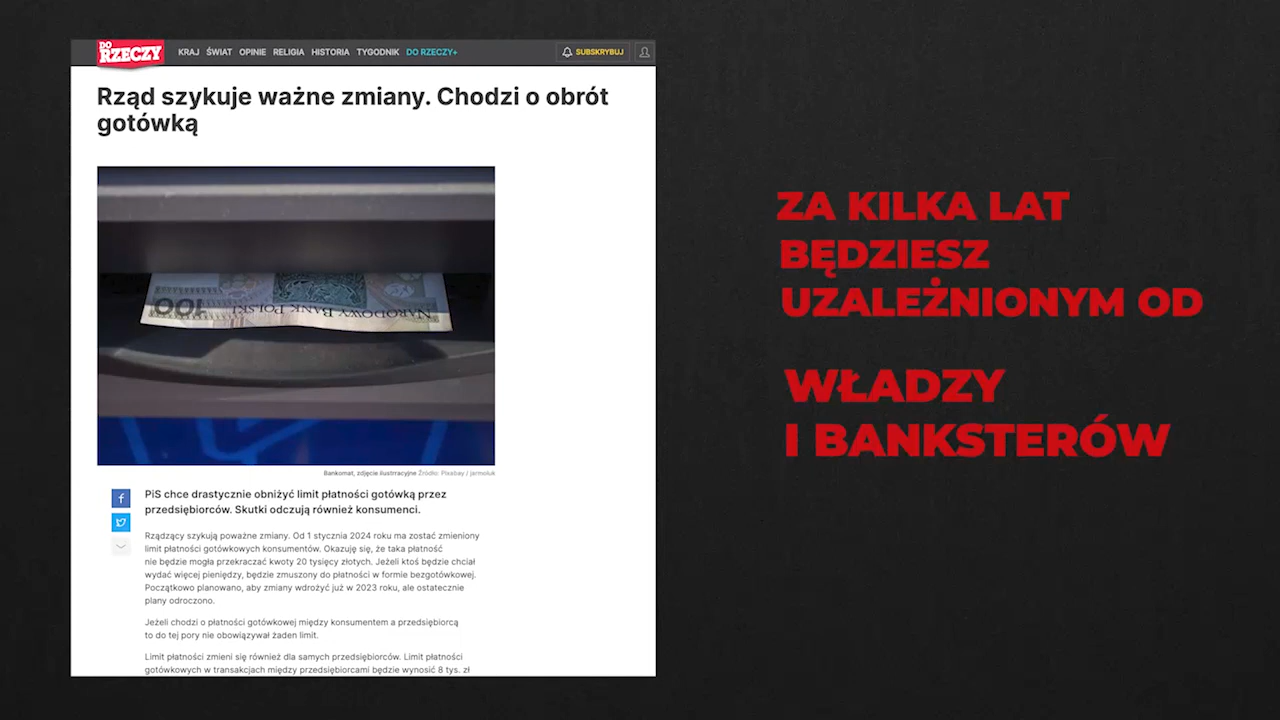 DO RZECZY
KRAJ ŚWIAT OPINIE RELIGIA HISTORIA TYGODNIK DO RZECZY+
SUBSKRYBUJ
Rząd szykuje ważne zmiany. Chodzi o obrót
gotówką
100
NARODOWY BANK POLSKI
Bankomat, zdjęcie ilustracyjne Źródło: Pixabay / jarmoluk
PiS chce drastycznie obniżyć limit płatności gotówką przez
przedsiębiorców. Skutki odczują również konsumenci.
Rządzący szykują poważne zmiany. Od 1 stycznia 2024 roku ma zostać zmieniony
limit płatności gotówkowych konsumentów. Okazuję się, że taka płatność
nie będzie mogła przekraczać kwoty 20 tysięcy złotych. Jeżeli ktoś będzie chciał
wydać więcej pieniędzy, będzie zmuszony do płatności w formie bezgotówkowej.
Początkowo planowano, aby zmiany wdrożyć już w 2023 roku, ale ostatecznie
plany odroczono.
Jeżeli chodzi o płatności gotówkowej między konsumentem a przedsiębiorcą
to do tej pory nie obowiązywał żaden limit.
Limit płatności zmieni się również dla samych przedsiębiorców. Limit płatności
gotówkowych w transakcjach między przedsiębiorcami będzie wynosić 8 tys. zł
ZA KILKA LAT
BĘDZIESZ
UZALEŻNIONYM OD
WŁADZY
I BANKSTERÓW